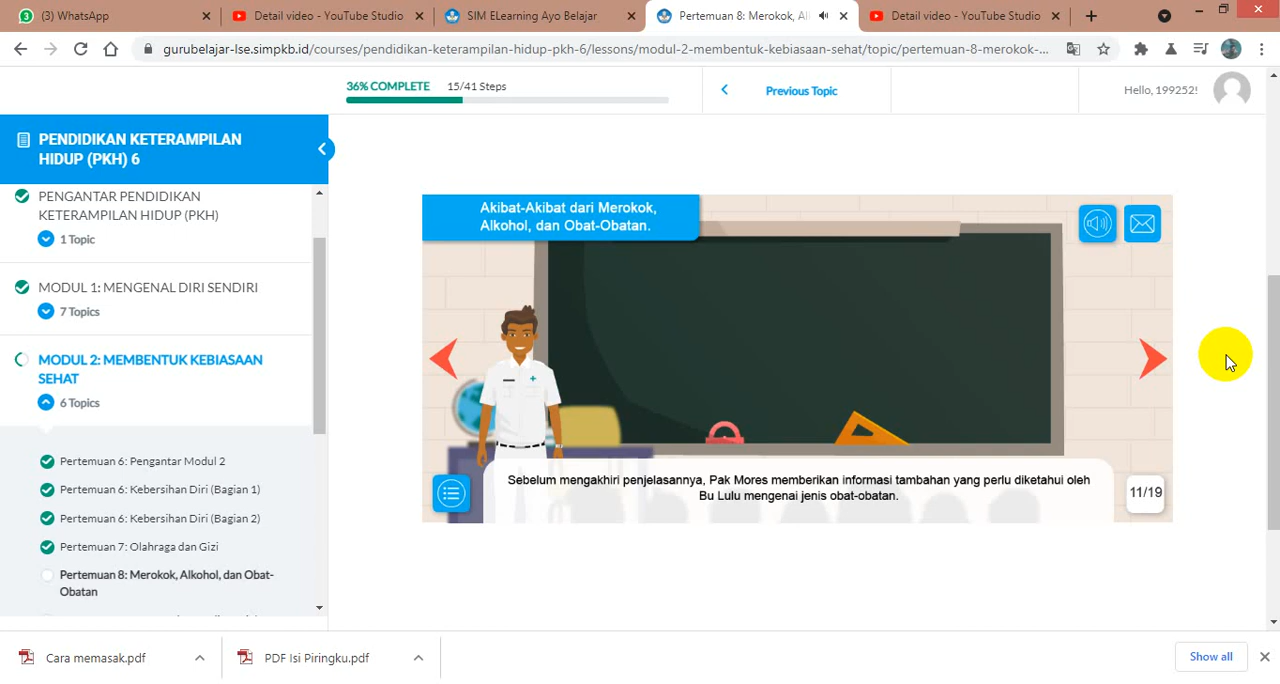 (3) WhatsApp
Detail video - YouTube Studio
SIM ELearning Ayo Belajar
Pertemuan 8: Merokok, Al
Detail video - YouTube Studio
gurubelajar-lse.simpkb.id/courses/pendidikan-keterampilan-hidup-pkh-6/lessons/modul-2-membentuk-kebiasaan-sehat/topic/pertemuan-8-merokok-...
36% COMPLETE 15/41 Steps
Previous Topic
Hello, 199252!
PENDIDIKAN KETERAMPILAN
HIDUP (PKH) 6
PENGANTAR PENDIDIKAN
KETERAMPILAN HIDUP (PKH)
1 Topic
MODUL 1: MENGENAL DIRI SENDIRI
7 Topics
MODUL 2: MEMBENTUK KEBIASAAN
SEHAT
6 Topics
Pertemuan 6: Pengantar Modul 2
Pertemuan 6: Kebersihan Diri (Bagian 1)
Pertemuan 6: Kebersihan Diri (Bagian 2)
Pertemuan 7: Olahraga dan Gizi
Pertemuan 8: Merokok, Alkohol, dan Obat-
Obatan
Akibat-Akibat dari Merokok,
Alkohol, dan Obat-Obatan.
Sebelum mengakhiri penjelasannya, Pak Mores memberikan informasi tambahan yang perlu diketahui oleh
Bu Lulu mengenai jenis obat-obatan.
11/19
Cara memasak.pdf
PDF Isi Piringku.pdf
Show all